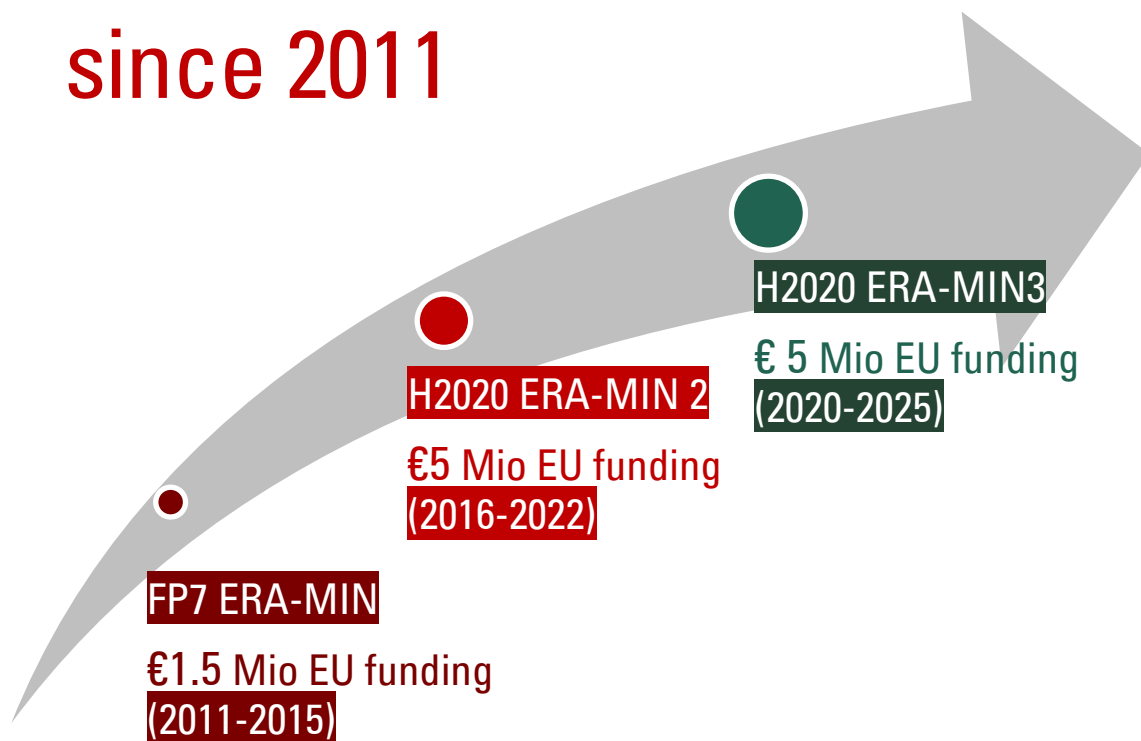 since 2011
H2020 ERA-MIN3
€ 5 Mio EU funding
(2020-2025)
H2020 ERA-MIN 2
€5 Mio EU funding
(2016-2022)
FP7 ERA-MIN
€1.5 Mio EU funding
(2011-2015)